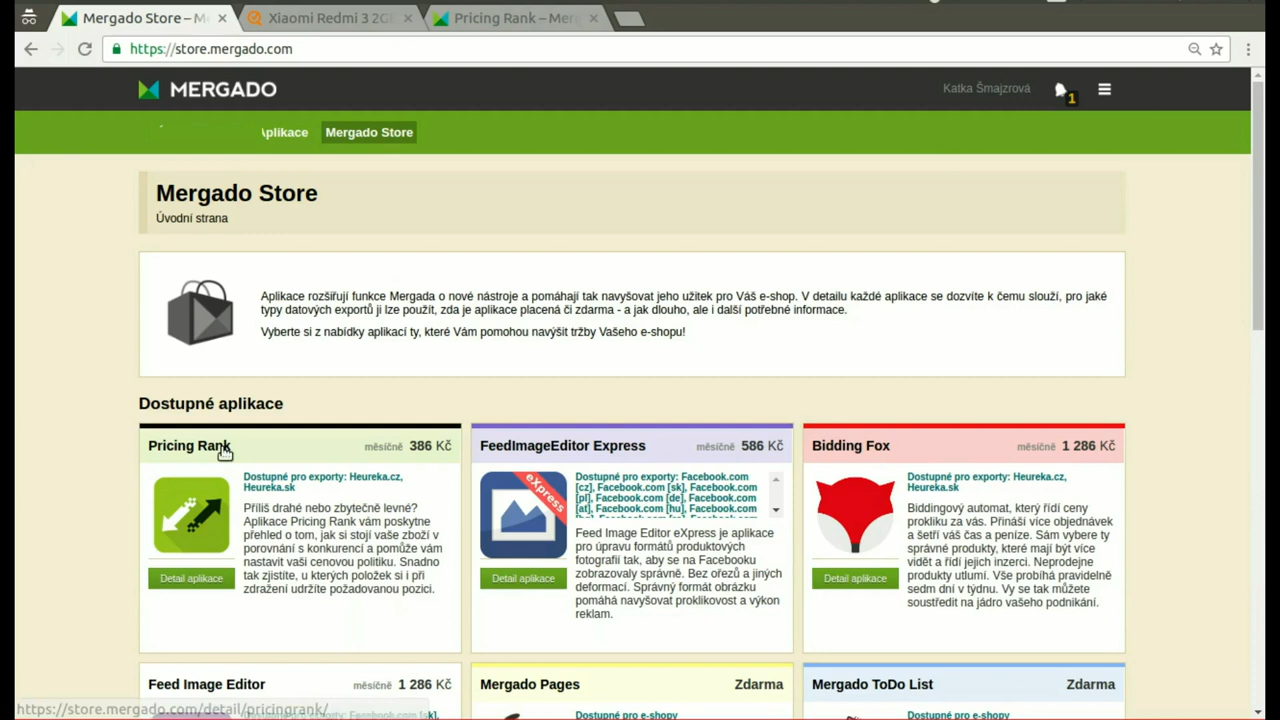 Mergado Store – Me
Xiaomi Redmi 3 2GB
Pricing Rank – Merg
https://store.mergado.com
MERGADO
Katka Šmajzrová
1
plikace
Mergado Store
Mergado Store
Úvodní strana
Aplikace rozšiřují funkce Mergada o nové nástroje a pomáhají tak navyšovat jeho užitek pro Váš e-shop. V detailu každé aplikace se dozvíte k čemu slouží, pro jaké
typy datových exportů ji lze použít, zda je aplikace placená či zdarma - a jak dlouho, ale i další potřebné informace.
Vyberte si z nabídky aplikací ty, které Vám pomohou navýšit tržby Vašeho e-shopu!
Dostupné aplikace
Pricing Rank
měsíčně 386 Kč
Dostupné pro exporty: Heureka.cz,
Heureka.sk
Příliš drahé nebo zbytečně levné?
Aplikace Pricing Rank vám poskytne
přehled o tom, jak si stojí vaše zboží v
porovnání s konkurencí a pomůže vám
nastavit vaši cenovou politiku. Snadno
tak zjistíte, u kterých položek si i při
zdražení udržíte požadovanou pozici.
Detail aplikace
FeedImageEditor Express
měsíčně 586 Kč
eXpress
Dostupné pro exporty: Facebook.com
[cz], Facebook.com [sk], Facebook.com
[pl], Facebook.com [de], Facebook.com
[at], Facebook.com [hu], Facebook.com
Feed Image Editor eXpress je aplikace
pro úpravu formátů produktových
fotografií tak, aby se na Facebooku
zobrazovaly správně. Bez ořezů a jiných
deformací. Správný formát obrázku
pomáhá navyšovat proklikovost a výkon
reklam.
Detail aplikace
Bidding Fox
měsíčně 1 286 Kč
Dostupné pro exporty: Heureka.cz,
Heureka.sk
Biddingový automat, který řídí ceny
prokliku za vás. Přináší více objednávek
a šetří váš čas a peníze. Sám vybere ty
správné produkty, které mají být více
vidět a řídí jejich inzerci. Neprodejne
produkty utlumí. Vše probíhá pravidelně
sedm dní v týdnu. Vy se tak můžete
soustředit na jádro vašeho podnikání.
Detail aplikace
Feed Image Editor
měsíčně 1 286 Kč
Mergado Pages
Zdarma
Dostupné pro e-shopy
Mergado ToDo List
Zdarma
Dostupné pro e-shopy
https://store.mergado.com/detail/pricingrank/